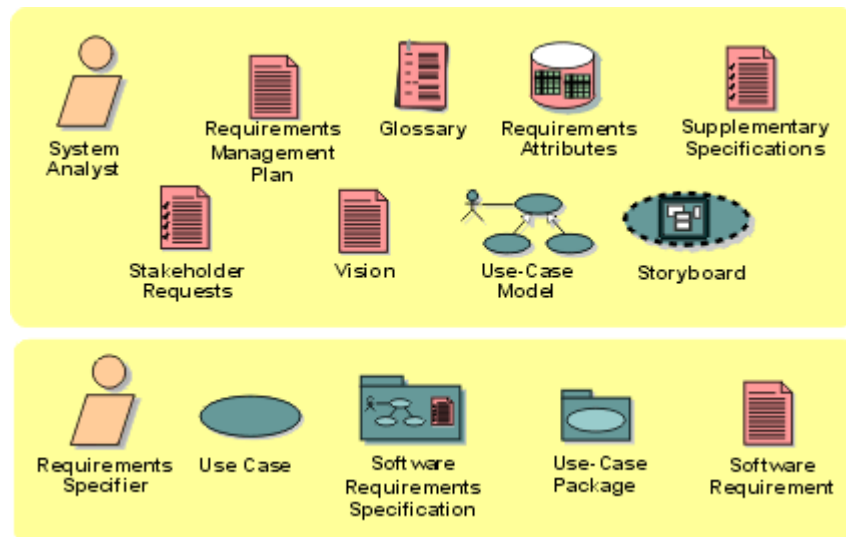 System
Analyst
Requirements
Management
Plan
Glossary
Requirements
Attributes
Supplementary
Specifications
Stakeholder
Requests
Vision
Use-Case
Model
Storyboard
Requirements
Specifier
Use Case
Software
Requirements
Specification
Use-Case
Package
Software
Requirement